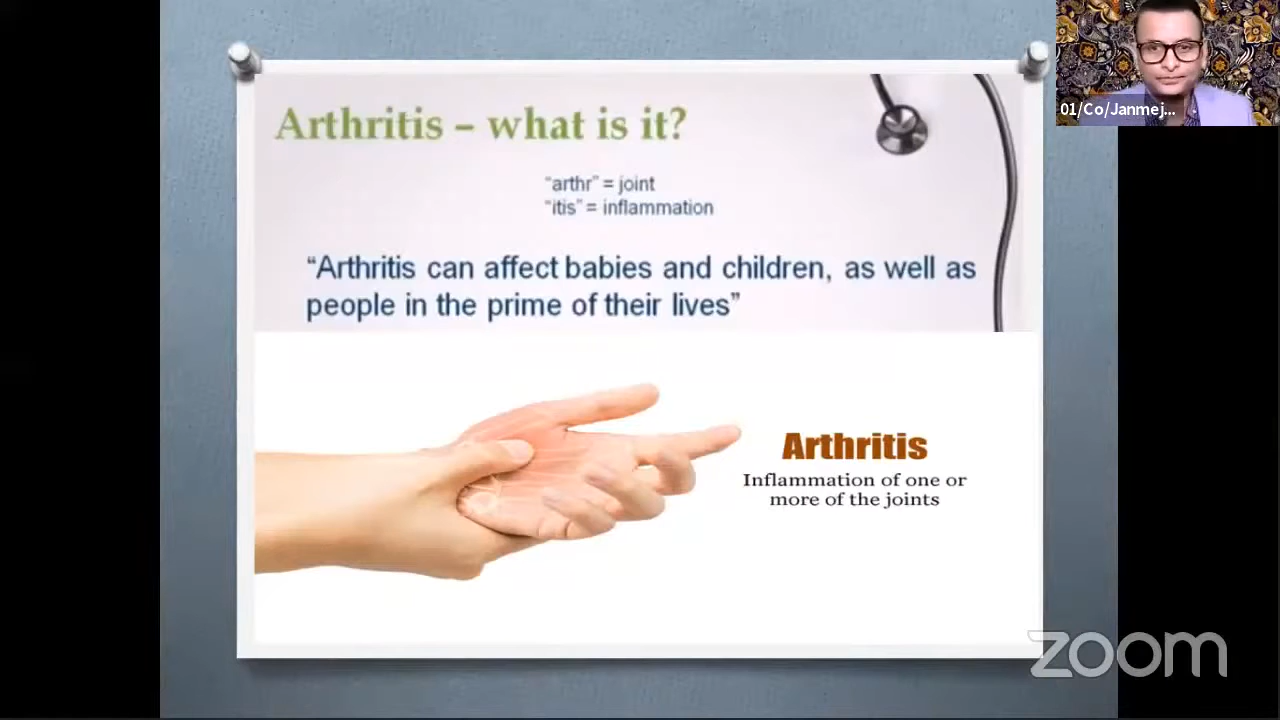 Arthritis – what is it?
“arthr” = joint
“itis” = inflammation
“Arthritis can affect babies and children, as well as
people in the prime of their lives”
Arthritis
Inflammation of one or
more of the joints
01/Co/Janmej...
zoom